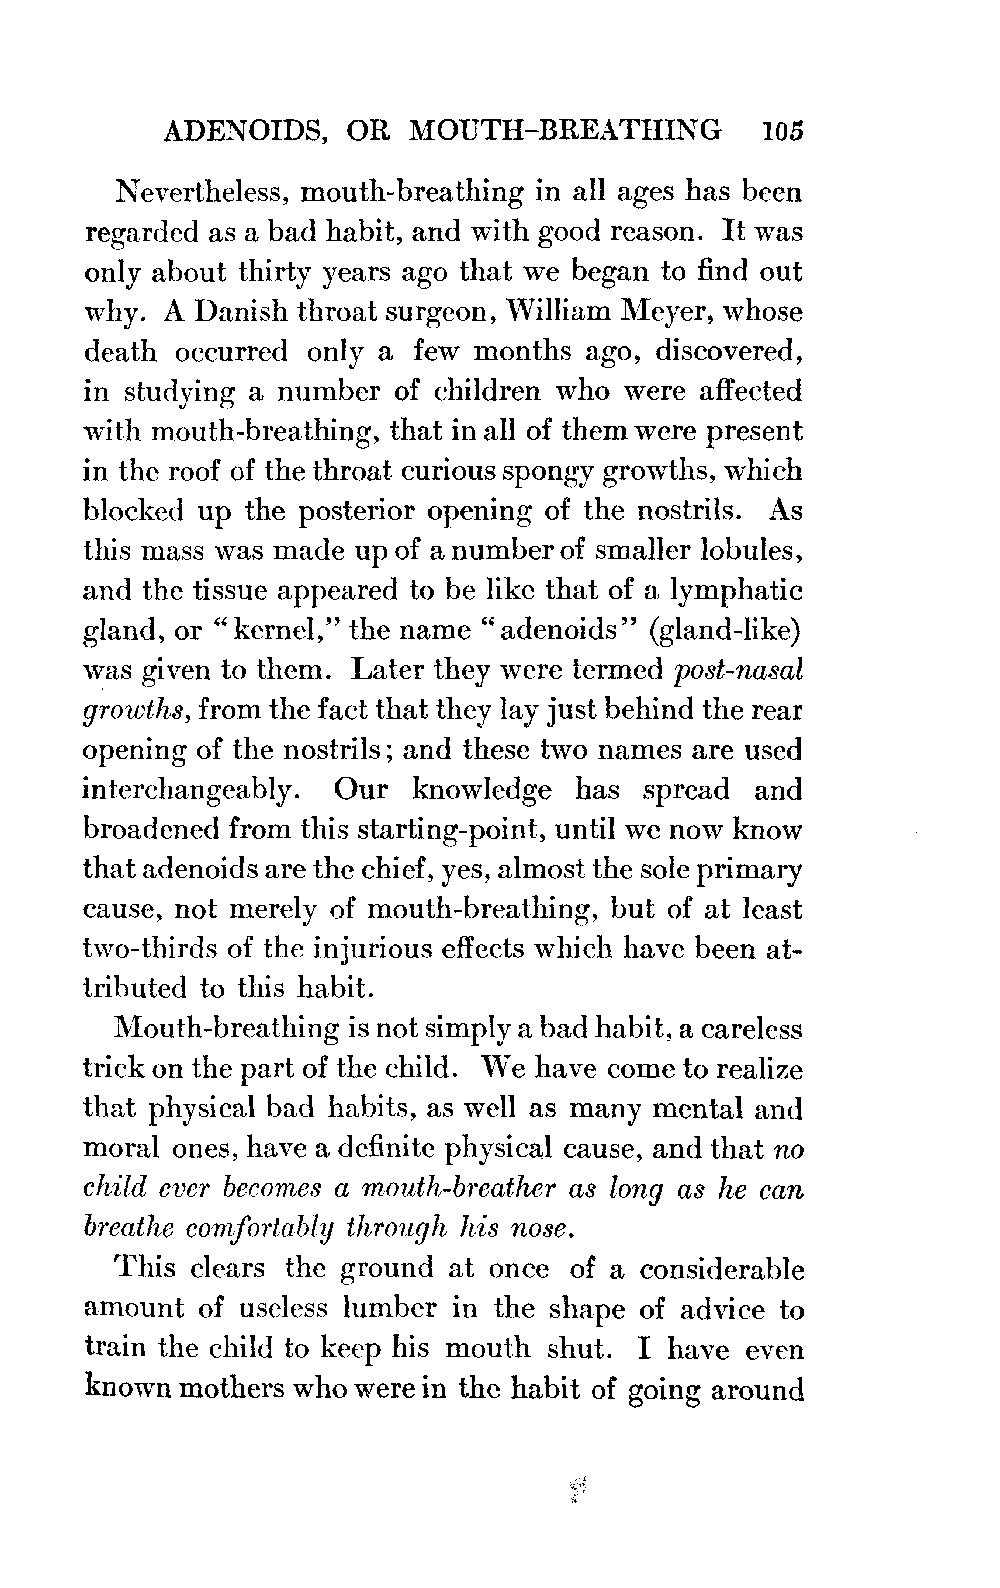 ADENOIDS, OR MOUTH-BREATHING 105
Nevertheless, mouth-breathing in all ages has been
regarded as a bad habit, and with good reason. It was
only about thirty years ago that we began to find out
why. A Danish throat surgeon, William Meyer, whose
death occurred only a few months ago, discovered,
in studying a number of children who were affected
with mouth-breathing, that in all of them were present
in the roof of the throat curious spongy growths, which
blocked up the posterior opening of the nostrils. As
this mass was made up of a number of smaller lobules,
and the tissue appeared to be like that of a lymphatic
gland, or “kernel,” the name “adenoids” (gland-like)
was given to them. Later they were termed post-nasal
growths, from the fact that they lay just behind the rear
opening of the nostrils; and these two names are used
interchangeably. Our knowledge has spread and
broadened from this starting-point, until we now know
that adenoids are the chief, yes, almost the sole primary
cause, not merely of mouth-breathing, but of at least
two-thirds of the injurious effects which have been at-
tributed to this habit.
Mouth-breathing is not simply a bad habit, a careless
trick on the part of the child. We have come to realize
that physical bad habits, as well as many mental and
moral ones, have a definite physical cause, and that no
child ever becomes a mouth-breather as long as he can
breathe comfortably through his nose.
This clears the ground at once of a considerable
amount of useless lumber in the shape of advice to
train the child to keep his mouth shut. I have even
known mothers who were in the habit of going around